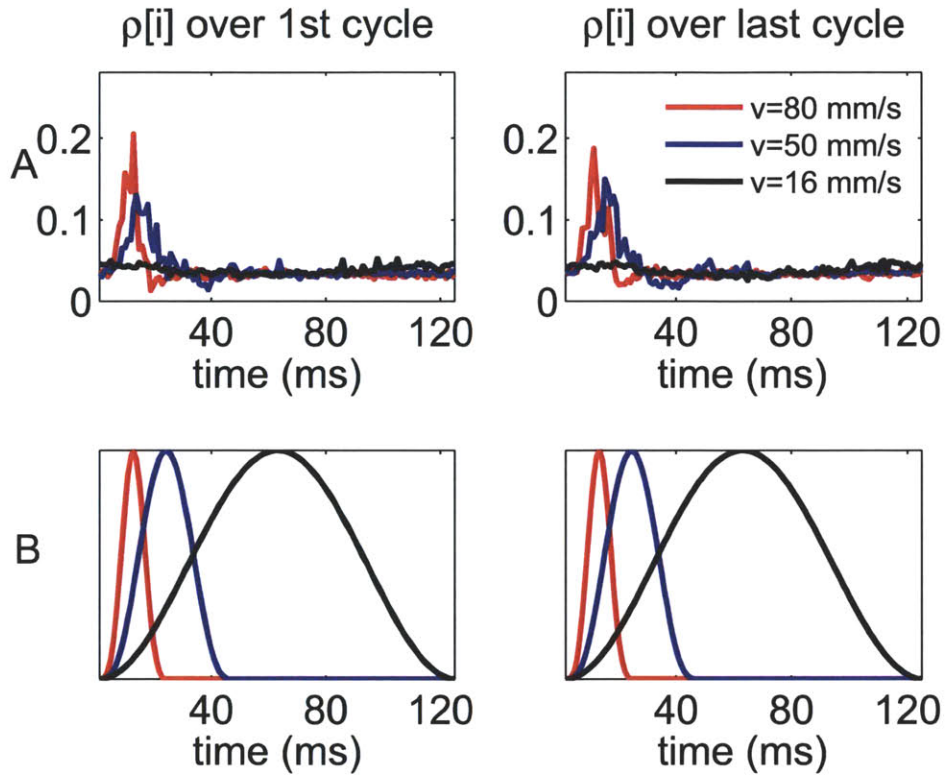 ρ[i] over 1st cycle
ρ[i] over last cycle
A
0.2
0.1
0
40 80 120
time (ms)
0.2
0.1
0
v=80 mm/s
v=50 mm/s
v=16 mm/s
40 80 120
time (ms)
B
40 80 120
time (ms)
40 80 120
time (ms)